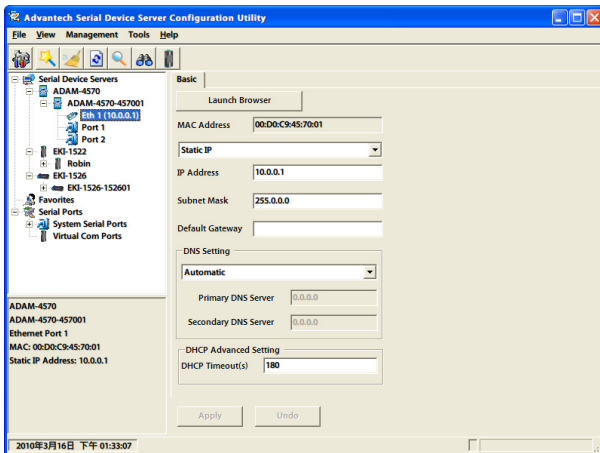 Advantech Serial Device Server Configuration Utility
File View Management Tools Help
Serial Device Servers
ADAM-4570
ADAM-4570-457001
Eth 1 (10.0.0.1)
Port 1
Port 2
EKI-1522
Robin
EKI-1526
EKI-1526-152601
Favorites
Serial Ports
System Serial Ports
Virtual Com Ports
ADAM-4570
ADAM-4570-457001
Ethernet Port 1
MAC: 00:D0:C9:45:70:01
Static IP Address: 10.0.0.1
Basic
Launch Browser
MAC Address 00:D0:C9:45:70:01
Static IP
IP Address 10.0.0.1
Subnet Mask 255.0.0.0
Default Gateway
DNS Setting
Automatic
Primary DNS Server 0.0.0.0
Secondary DNS Server 0.0.0.0
DHCP Advanced Setting
DHCP Timeout(s) 180
Apply Undo
2010年3月16日 下午 01:33:07